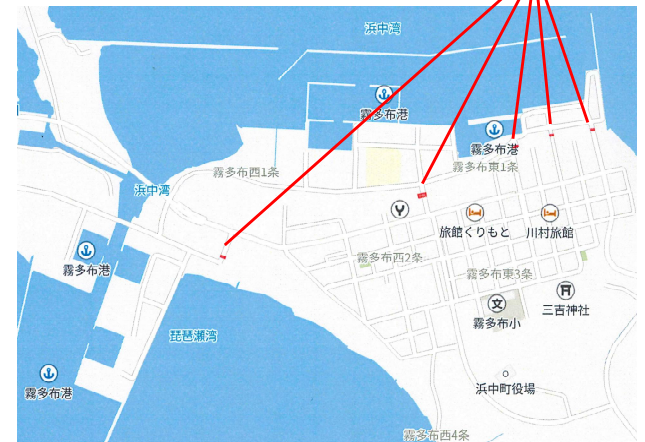 浜中湾
霧多布港
霧多布港
霧多布東1条
霧多布西1条
浜中湾
旅館くりもと
川村旅館
霧多布西2条
霧多布港
霧多布東3条
三吉神社
文
霧多布小
琵琶瀬湾
浜中町役場
霧多布港
霧多布西4条